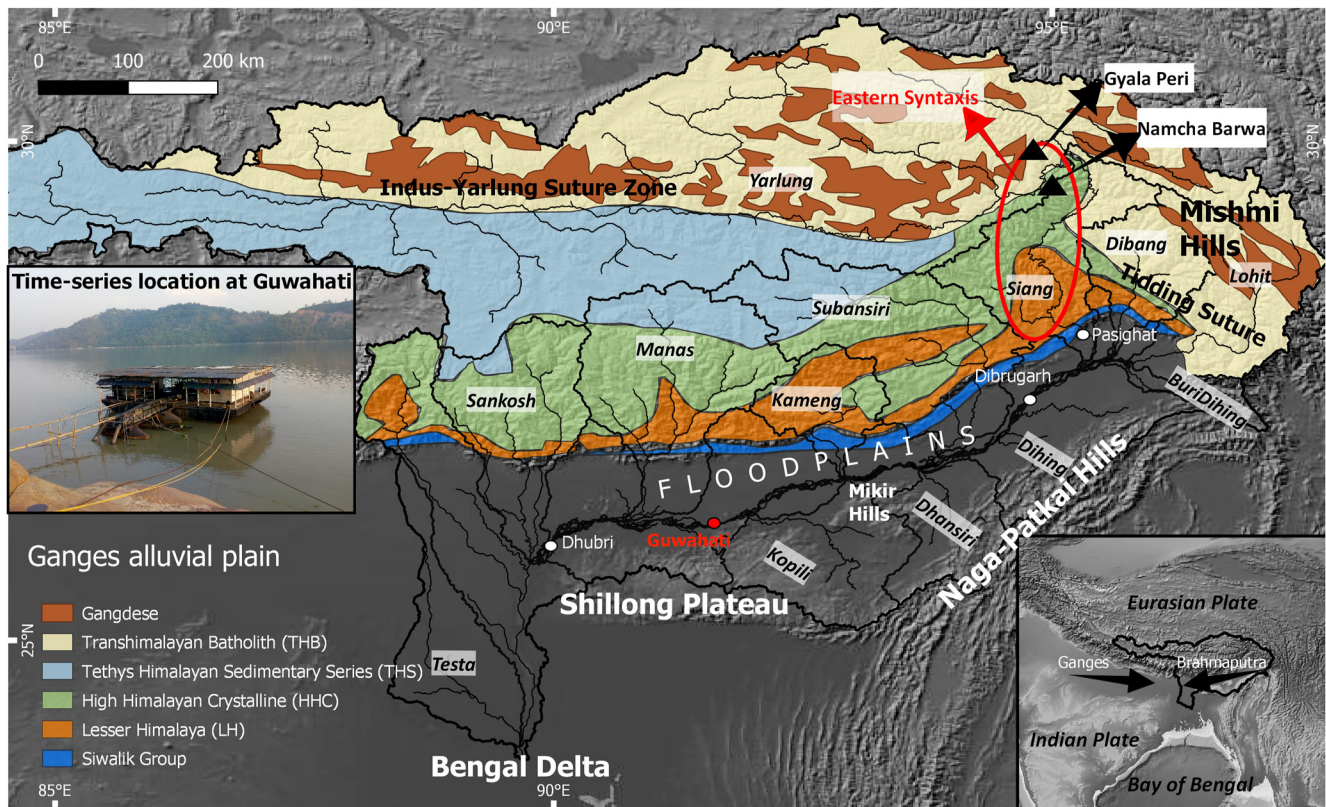 85°E
90°E
95°E
0
100
200 km
30°N
30°N
Gyala Peri
Eastern Syntaxis
Namcha Barwa
Indus-Yarlung Suture Zone
Yarlung
Mishmi
Hills
Dibang
Lohit
Tidding Suture
Siang
Subansiri
Manas
Sankosh
Kameng
Pasighat
Dibrugarh
BuriDihing
Time-series location at Guwahati
FLOODPLAINS
Dihing
Mikir
Hills
Dhansiri
Naga-Patkai Hills
Guwahati
Dhubri
Kopili
Shillong Plateau
Ganges alluvial plain
Gangdese
Transhimalayan Batholith (THB)
Tethys Himalayan Sedimentary Series (THS)
High Himalayan Crystalline (HHC)
Lesser Himalaya (LH)
Siwalik Group
25°N
Testa
Bengal Delta
Eurasian Plate
Ganges
Brahmaputra
Indian Plate
Bay of Bengal
85°E
90°E